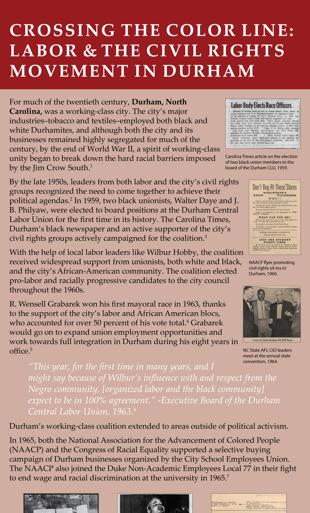 CROSSING THE COLOR LINE:
LABOR & THE CIVIL RIGHTS
MOVEMENT IN DURHAM
For much of the twentieth century, Durham, North
Carolina, was a working-class city. The city's major
industries–tobacco and textiles–employed both black and
white Durhamites, and although both the city and its
businesses remained highly segregated for much of the
century, by the end of World War II, a spirit of working-class
unity began to break down the hard racial barriers imposed
by the Jim Crow South.¹
Labor Body Elects Race Officers
Carolina Times article on the election
of two black union members to the
board of the Durham CLU, 1959.
By the late 1950s, leaders from both labor and the city's civil rights
groups recognized the need to come together to achieve their
political agendas.² In 1959, two black unionists, Walter Daye and J.
B. Philyaw, were elected to board positions at the Durham Central
Labor Union for the first time in its history. The Carolina Times,
Durham's black newspaper and an active supporter of the city's
civil rights groups actively campaigned for the coalition.³
Don't Buy At These Stores
NAACP flyer promoting
civil rights sit-ins in
Durham, 1960.
With the help of local labor leaders like Wilbur Hobby, the coalition
received widespread support from unionists, both white and black,
and the city's African-American community. The coalition elected
pro-labor and racially progressive candidates to the city council
throughout the 1960s.
R. Wensell Grabarek won his first mayoral race in 1963, thanks
to the support of the city's labor and African American blocs,
who accounted for over 50 percent of his vote total.⁴ Grabarek
would go on to expand union employment opportunities and
work towards full integration in Durham during his eight years in
office.⁵
NC State AFL-CIO leaders
meet at the annual state
convention, 1964.
"This year, for the first time in many years, and I
might say because of Wilbur's influence with and respect from the
Negro community, [organized labor and the black community]
expect to be in 100% agreement." -Executive Board of the Durham
Central Labor Union, 1963.⁶
Durham's working-class coalition extended to areas outside of political activism.
In 1965, both the National Association for the Advancement of Colored People
(NAACP) and the Congress of Racial Equality supported a selective buying
campaign of Durham businesses organized by the City School Employees Union.
The NAACP also joined the Duke Non-Academic Employees Local 77 in their fight
to end wage and racial discrimination at the university in 1965.⁷